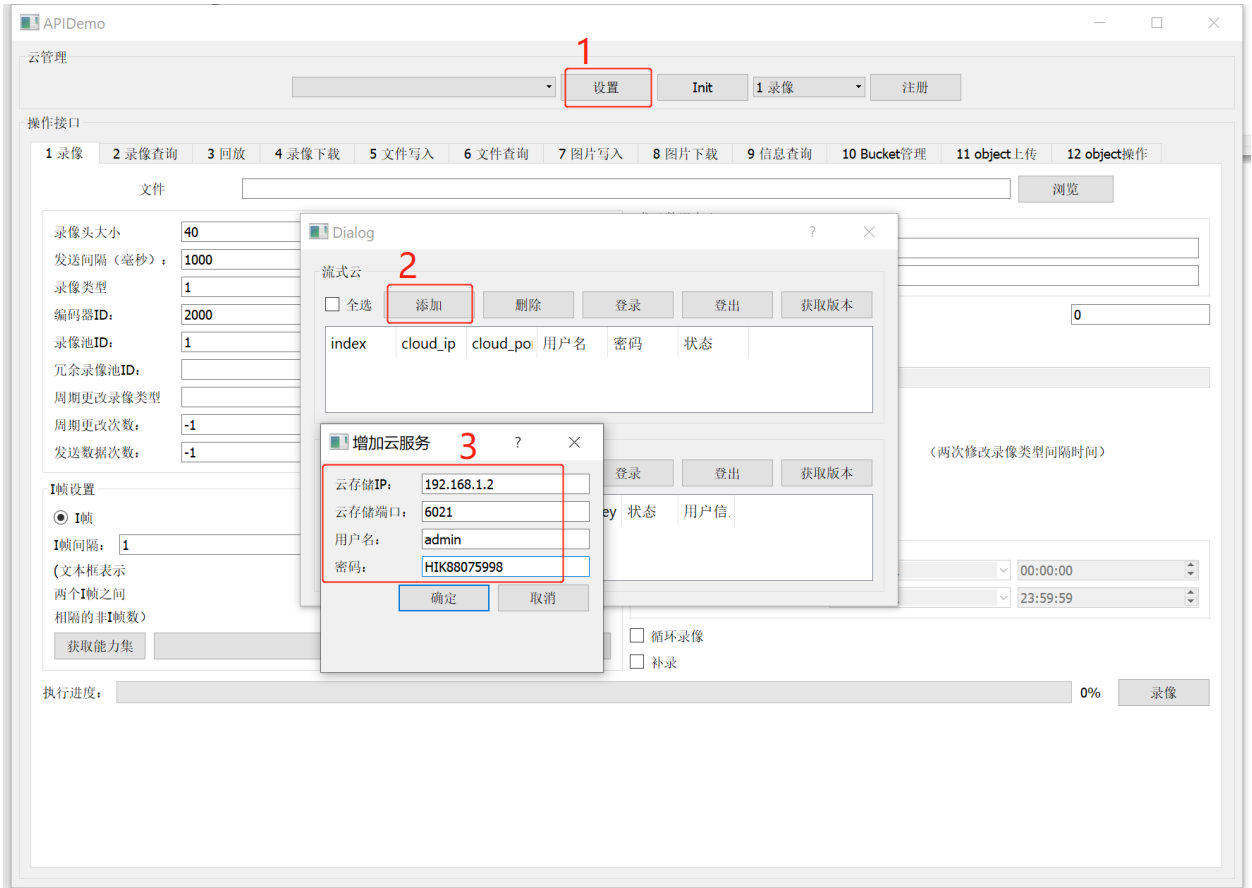 APIDemo
云管理
1
设置
Init
1 录像
注册
操作接口
1 录像
2 录像查询
3 回放
4 录像下载
5 文件写入
6 文件查询
7 图片写入
8 图片下载
9 信息查询
10 Bucket管理
11 object上传
12 object操作
文件
浏览
录像头大小
40
发送间隔（毫秒）：
1000
录像类型
1
编码器ID：
2000
录像池ID：
1
冗余录像池ID：
周期更改录像类型
周期更改次数：
-1
发送数据次数：
-1
I帧设置
I帧
I帧间隔：
1
(文本框表示
两个I帧之间
相隔的非I帧数）
获取能力集
Dialog
?
流式云
2
全选
添加
删除
登录
登出
获取版本
index
cloud_ip
cloud_por
用户名
密码
状态
登录
登出
获取版本
ey
状态
用户信.
增加云服务
3
?
云存储IP：
192.168.1.2
云存储端口：
6021
用户名：
admin
密码：
HIK88075998
确定
取消
0
（两次修改录像类型间隔时间）
00:00:00
23:59:59
循环录像
补录
执行进度：
0%
录像